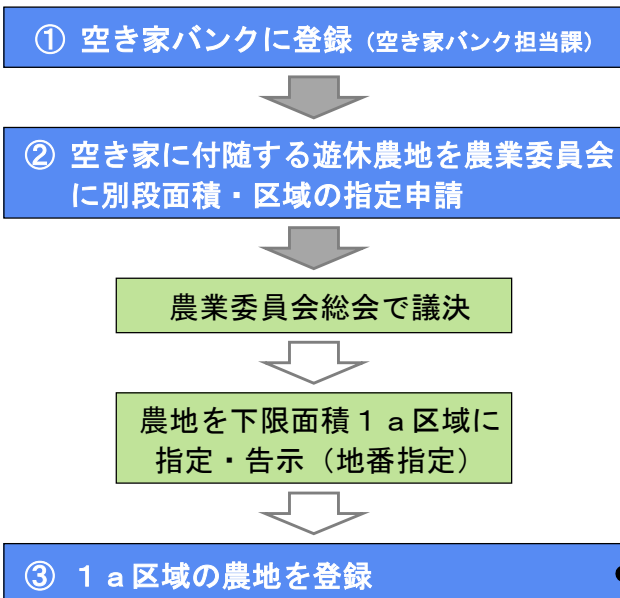 ① 空き家バンクに登録（空き家バンク担当課）
② 空き家に付随する遊休農地を農業委員会
に別段面積・区域の指定申請
農業委員会総会で議決
農地を下限面積１ａ区域に
指定・告示（地番指定）
③ １ａ区域の農地を登録